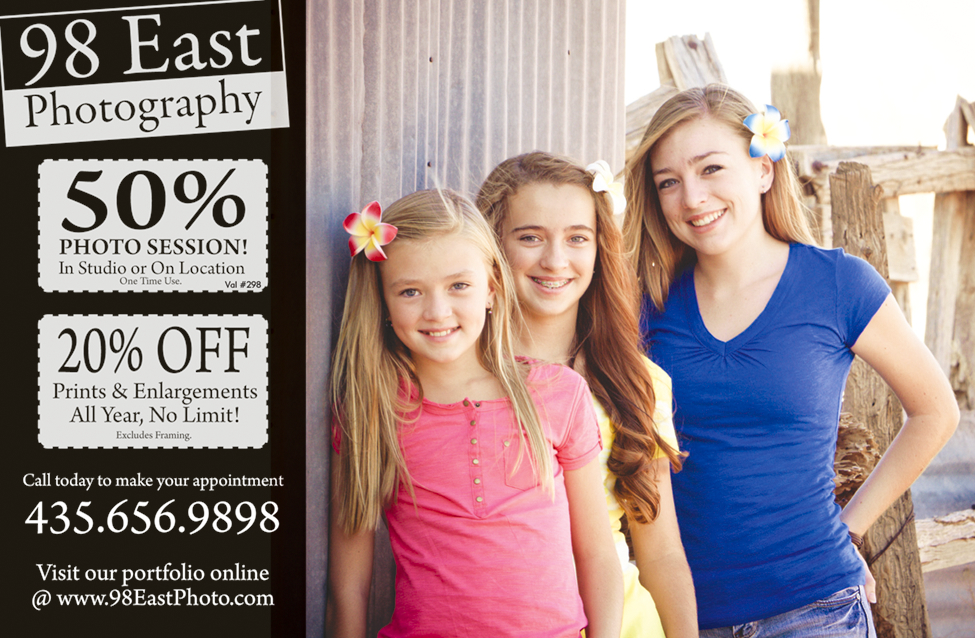 98 East
Photography
50%
PHOTO SESSION!
In Studio or On Location
One Time Use.
Val #298
20% OFF
Prints & Enlargements
All Year, No Limit!
Excludes Framing.
Call today to make your appointment
435.656.9898
Visit our portfolio online
@ www.98EastPhoto.com